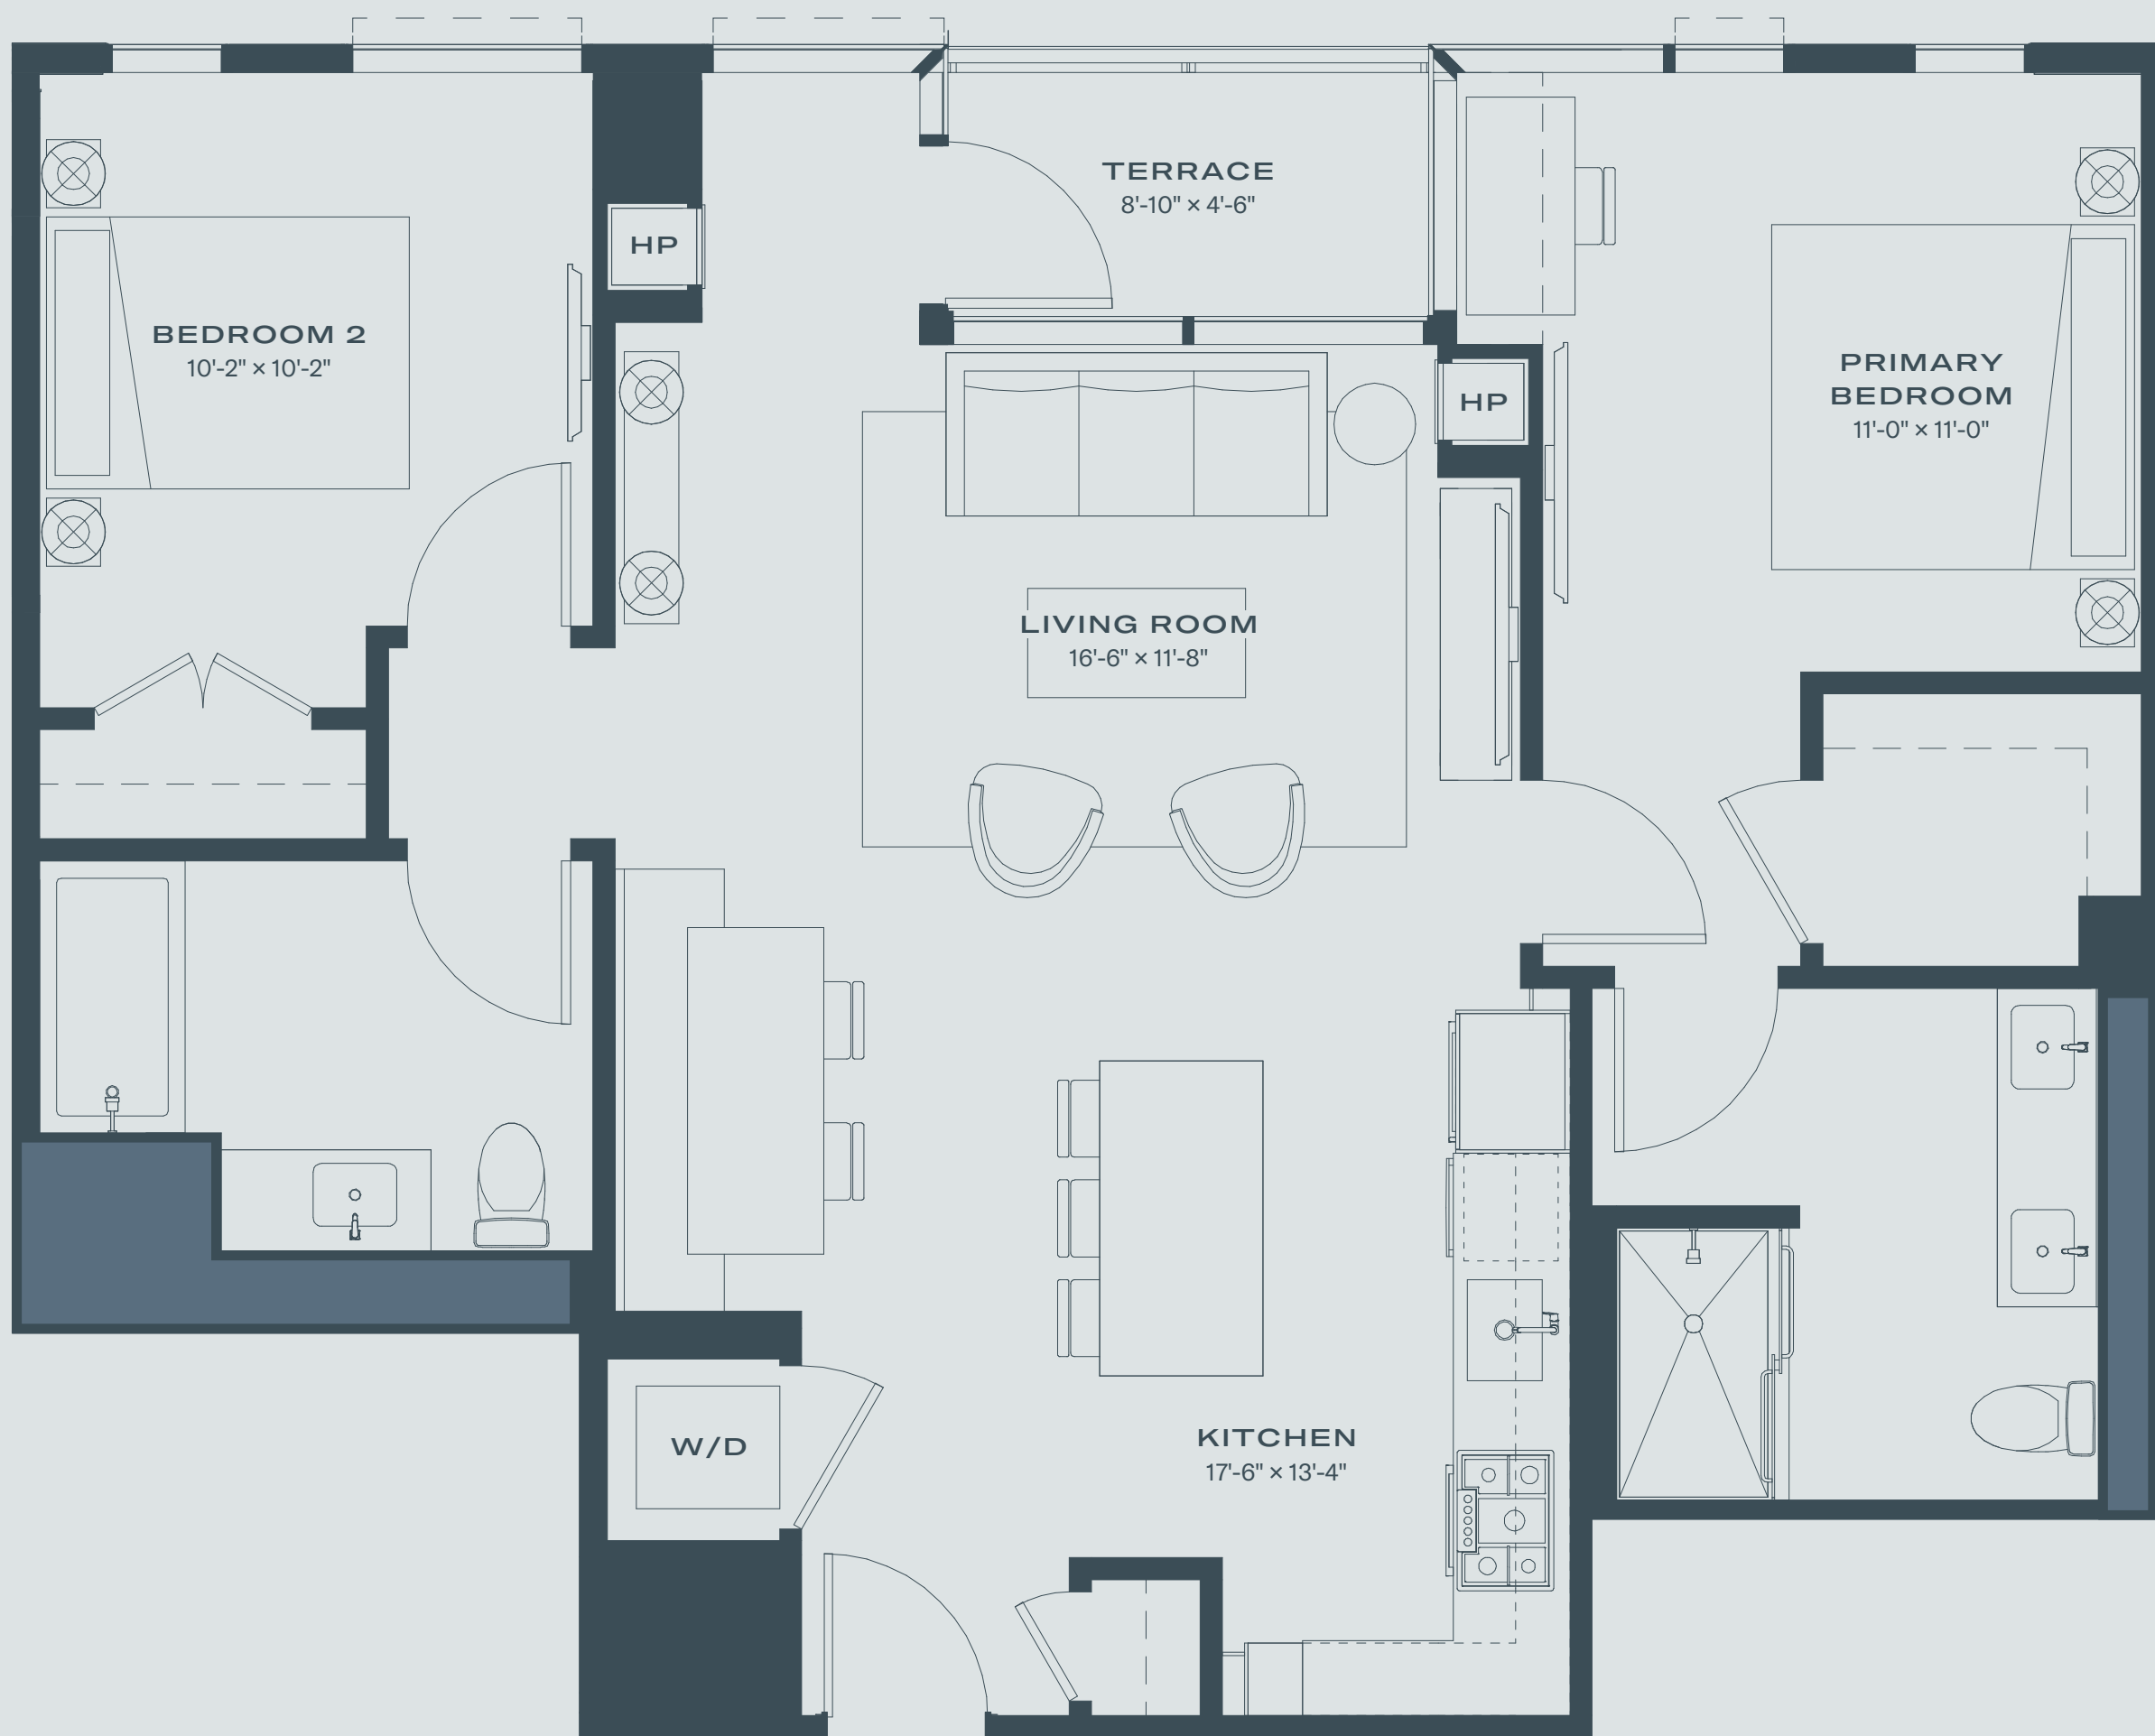 TERRACE
8'-10" × 4'-6"
HP
BEDROOM 2
10'-2" × 10'-2"
PRIMARY
BEDROOM
11'-0" × 11'-0"
HP
LIVING ROOM
16'-6" × 11'-8"
KITCHEN
17'-6" × 13'-4"
W/D